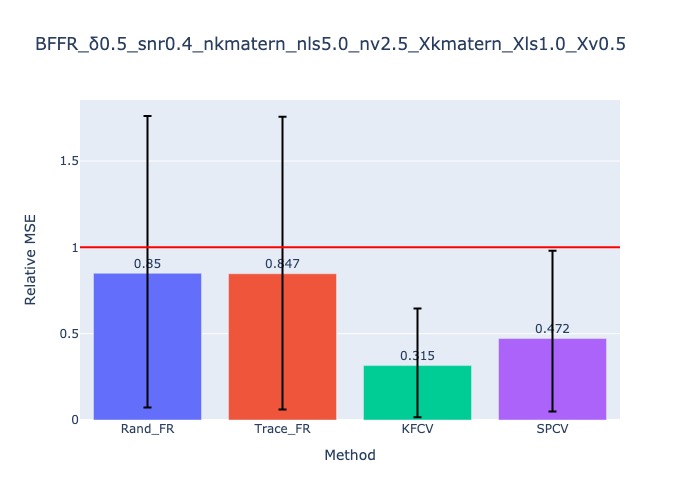 BFFR_δ0.5_snr0.4_nkmatern_nls5.0_nv2.5_Xkmatern_Xls1.0_Xv0.5
Relative MSE
1.5
1
0.5
0
0.85
0.847
0.315
0.472
Rand_FR
Trace_FR
KFCV
SPCV
Method